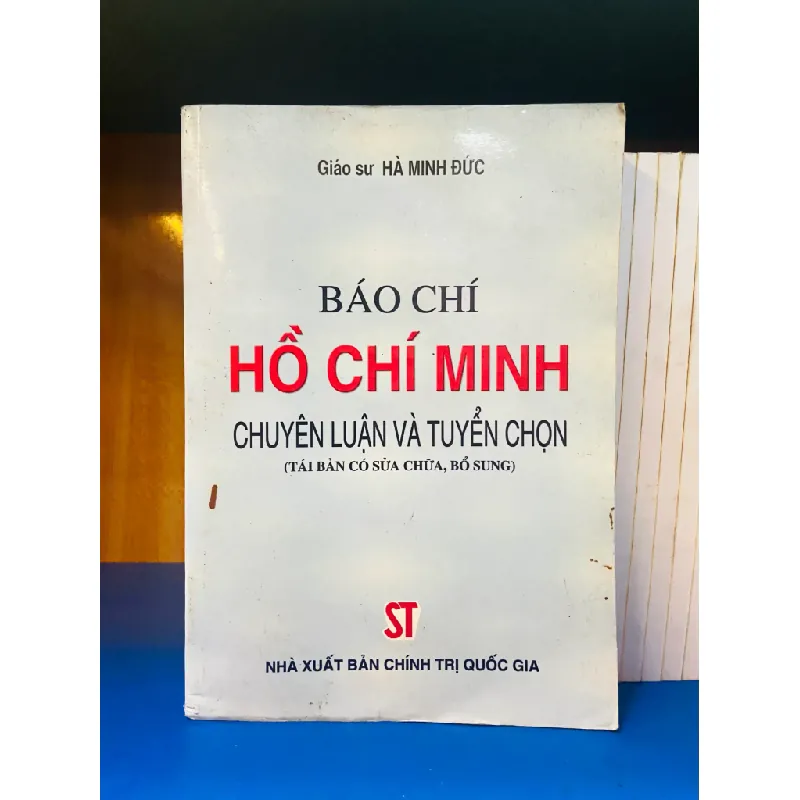 Giáo sư HÀ MINH ĐỨC
BÁO CHÍ
HỒ CHÍ MINH
CHUYÊN LUẬN VÀ TUYỂN CHỌN
(TÁI BẢN CÓ SỬA CHỮA, BỔ SUNG)
ST
NHÀ XUẤT BẢN CHÍNH TRỊ QUỐC GIA